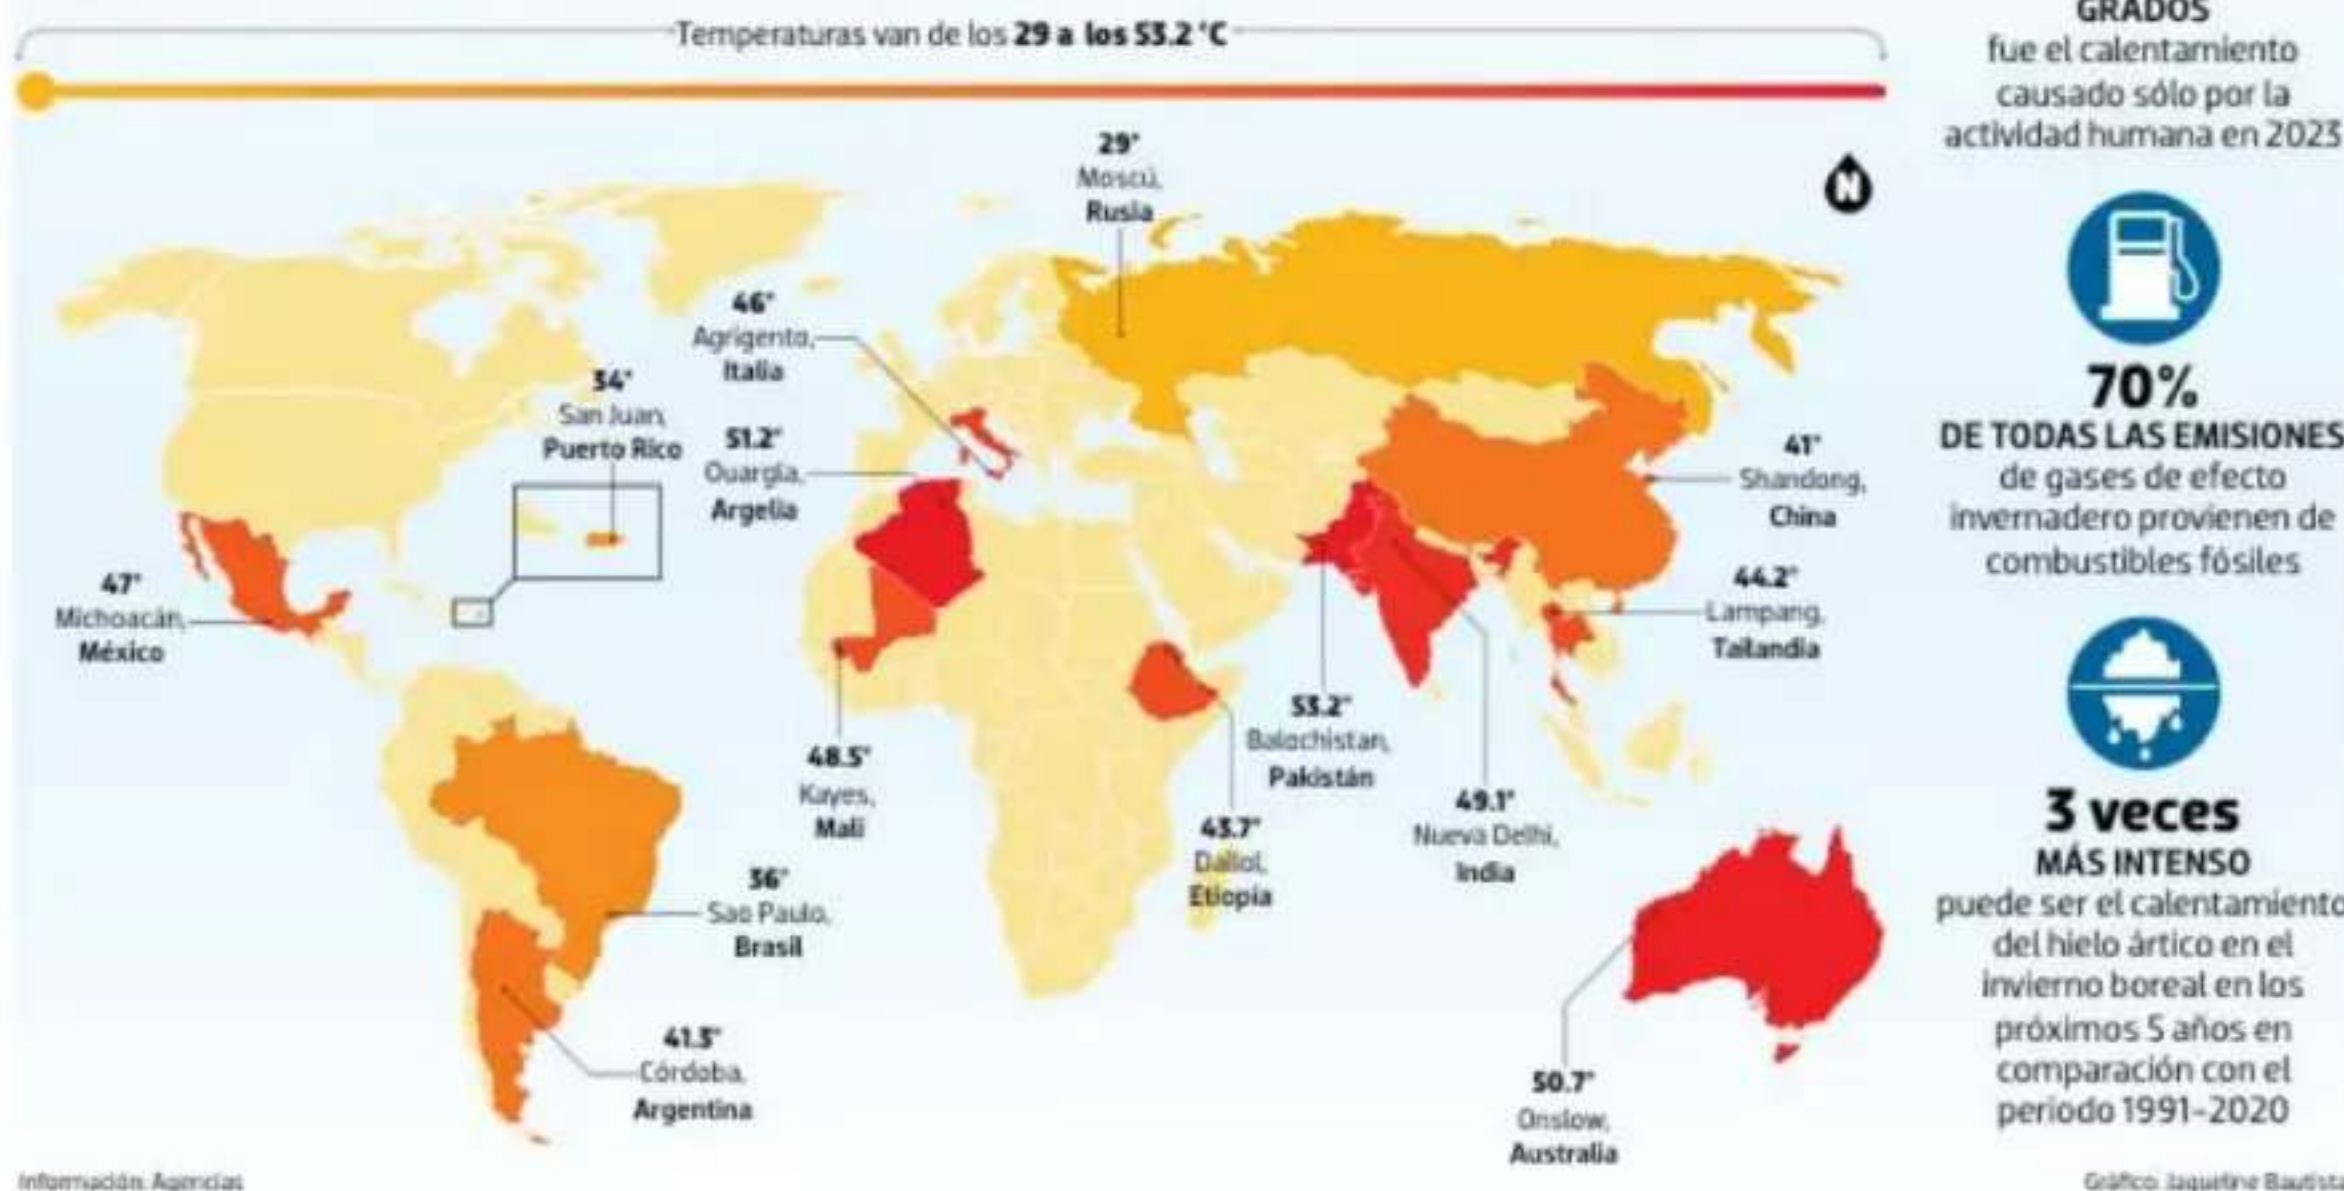 Temperaturas van de los 29 a los 53.2 °C
29°
Moscú,
Rusia
46°
Agrigento,
Italia
34°
San Juan,
Puerto Rico
51.2°
Ouargla,
Argelia
47°
Michoacán,
México
41°
Shandong,
China
44.2°
Lampang,
Tailandia
48.5°
Kayes,
Mali
53.2°
Balochistan,
Pakistán
49.1°
Nueva Delhi,
India
43.7°
Dallol,
Etiopia
36°
Sao Paulo,
Brasil
41.3°
Córdoba,
Argentina
50.7°
Onslow,
Australia
N
GRADOS
fue el calentamiento
causado sólo por la
actividad humana en 2023
70%
DE TODAS LAS EMISIONES
de gases de efecto
invernadero provienen de
combustibles fósiles
3 veces
MÁS INTENSO
puede ser el calentamiento
del hielo ártico en el
invierno boreal en los
próximos 5 años en
comparación con el
periodo 1991-2020
Información: Agencias
Gráfico: Jaqueline Bautista